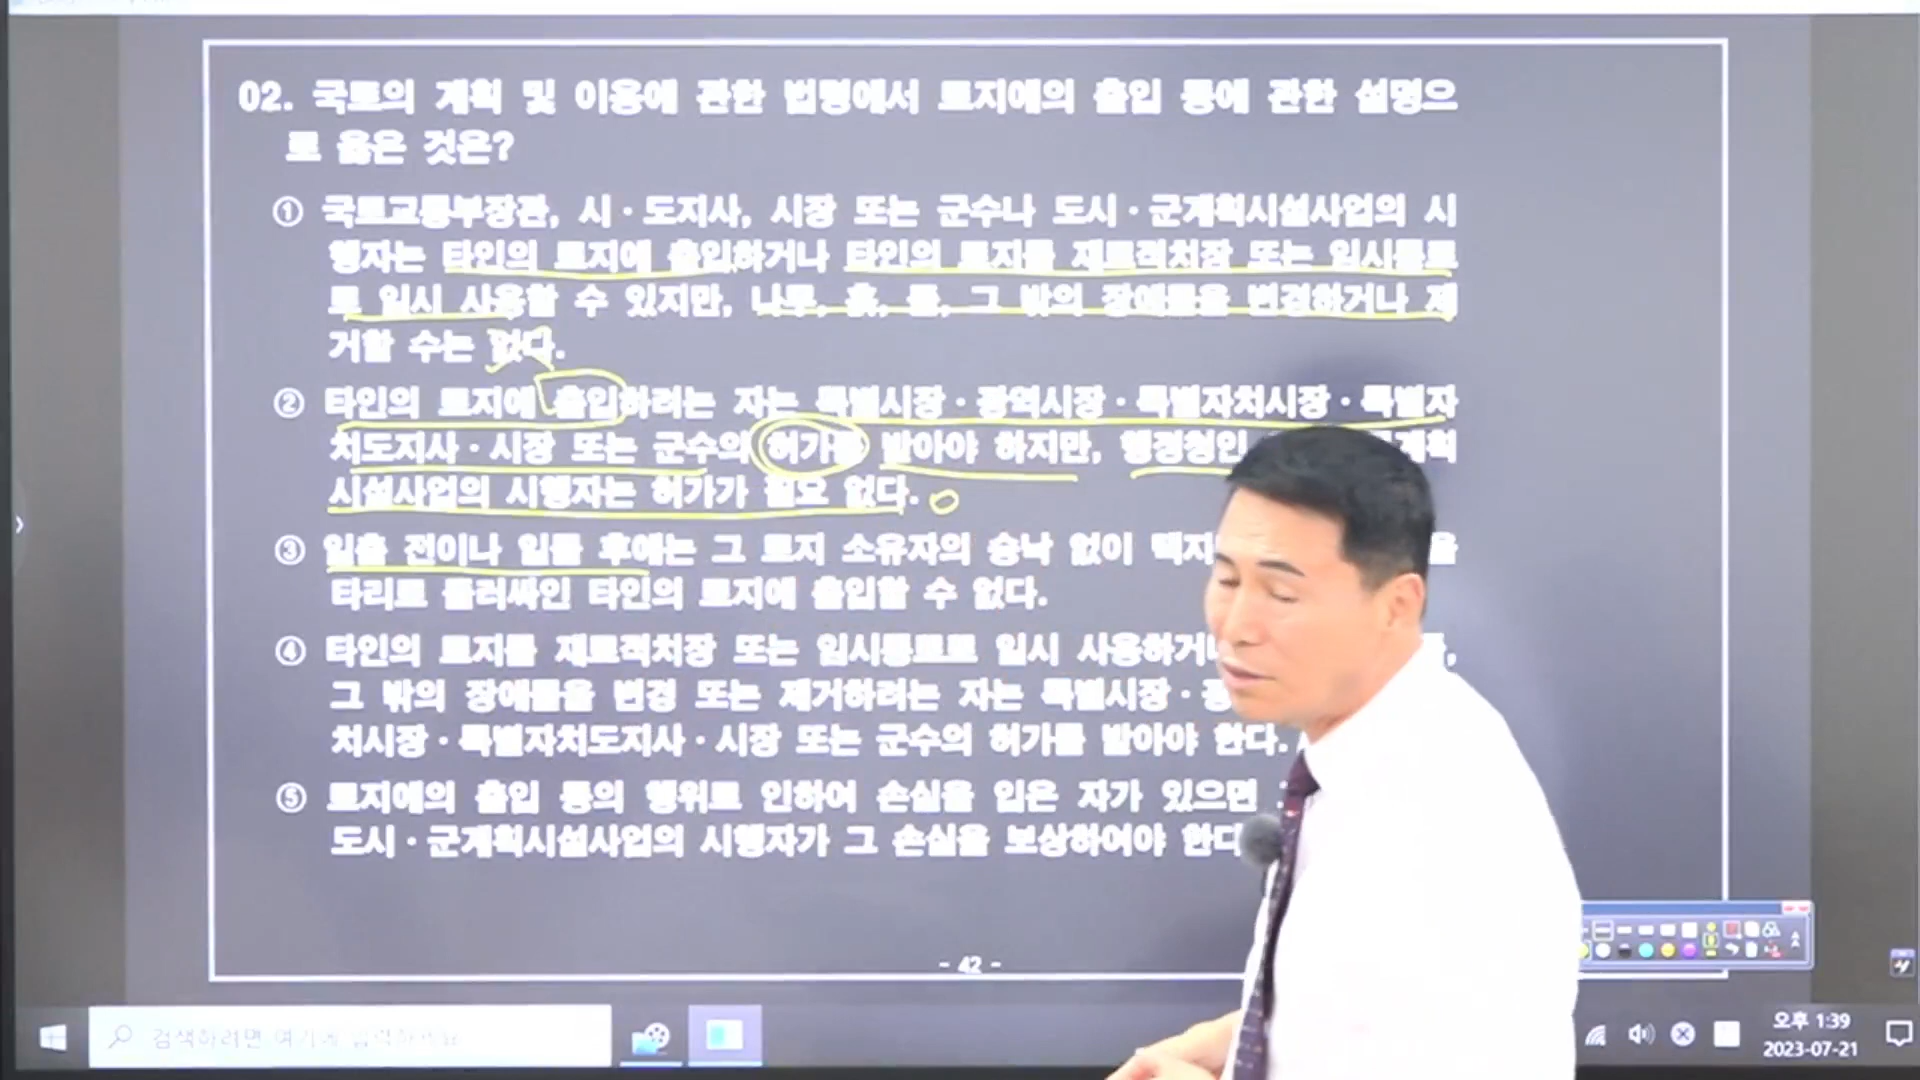 02. 국토의 계획 및 이용에 관한 법령에서 토지에의 출입 등에 관한 설명으
로 옳은 것은?
① 국토교통부장관, 시·도지사, 시장 또는 군수나 도시·군계획시설사업의 시
행자는 타인의 토지에 출입하거나 타인의 토지를 재료적치장 또는 임시통로
로 일시 사용할 수 있지만, 나무, 흙, 돌, 그 밖의 장애물을 변경하거나 제
거할 수는 없다.
② 타인의 토지에 출입하려는 자는 특별시장·광역시장·특별자치시장·특별자
치도지사·시장 또는 군수의 허가를 받아야 하지만, 행정청인 계획
시설사업의 시행자는 허가가 필요 없다.
③ 일출 전이나 일몰 후에는 그 토지 소유자의 승낙 없이 택지 을
타리로 둘러싸인 타인의 토지에 출입할 수 없다.
④ 타인의 토지를 재료적치장 또는 임시통로로 일시 사용하거나
그 밖의 장애물을 변경 또는 제거하려는 자는 특별시장·
치시장·특별자치도지사·시장 또는 군수의 허가를 받아야 한다.
⑤ 토지에의 출입 등의 행위로 인하여 손실을 입은 자가 있으면
도시·군계획시설사업의 시행자가 그 손실을 보상하여야 한다
- 42 -
검색하려면 여기에 입력하세요
오후 1:39
2023-07-21